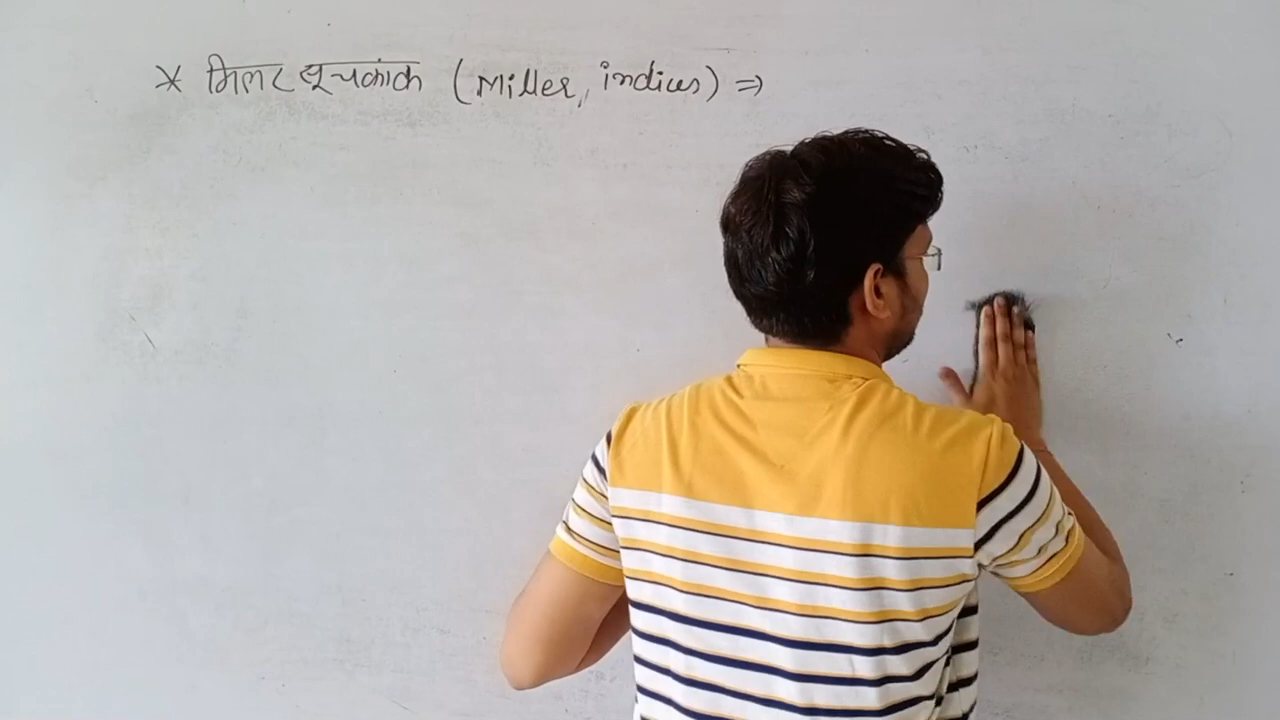 * मिलर सूचकांक (Miller, indices) ⇒